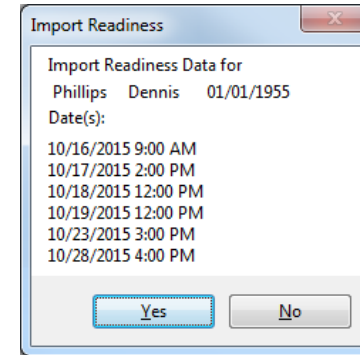 Import Readiness
Import Readiness Data for
Phillips Dennis 01/01/1955
Date(s):
10/16/2015 9:00 AM
10/17/2015 2:00 PM
10/18/2015 12:00 PM
10/19/2015 12:00 PM
10/23/2015 3:00 PM
10/28/2015 4:00 PM
Yes No